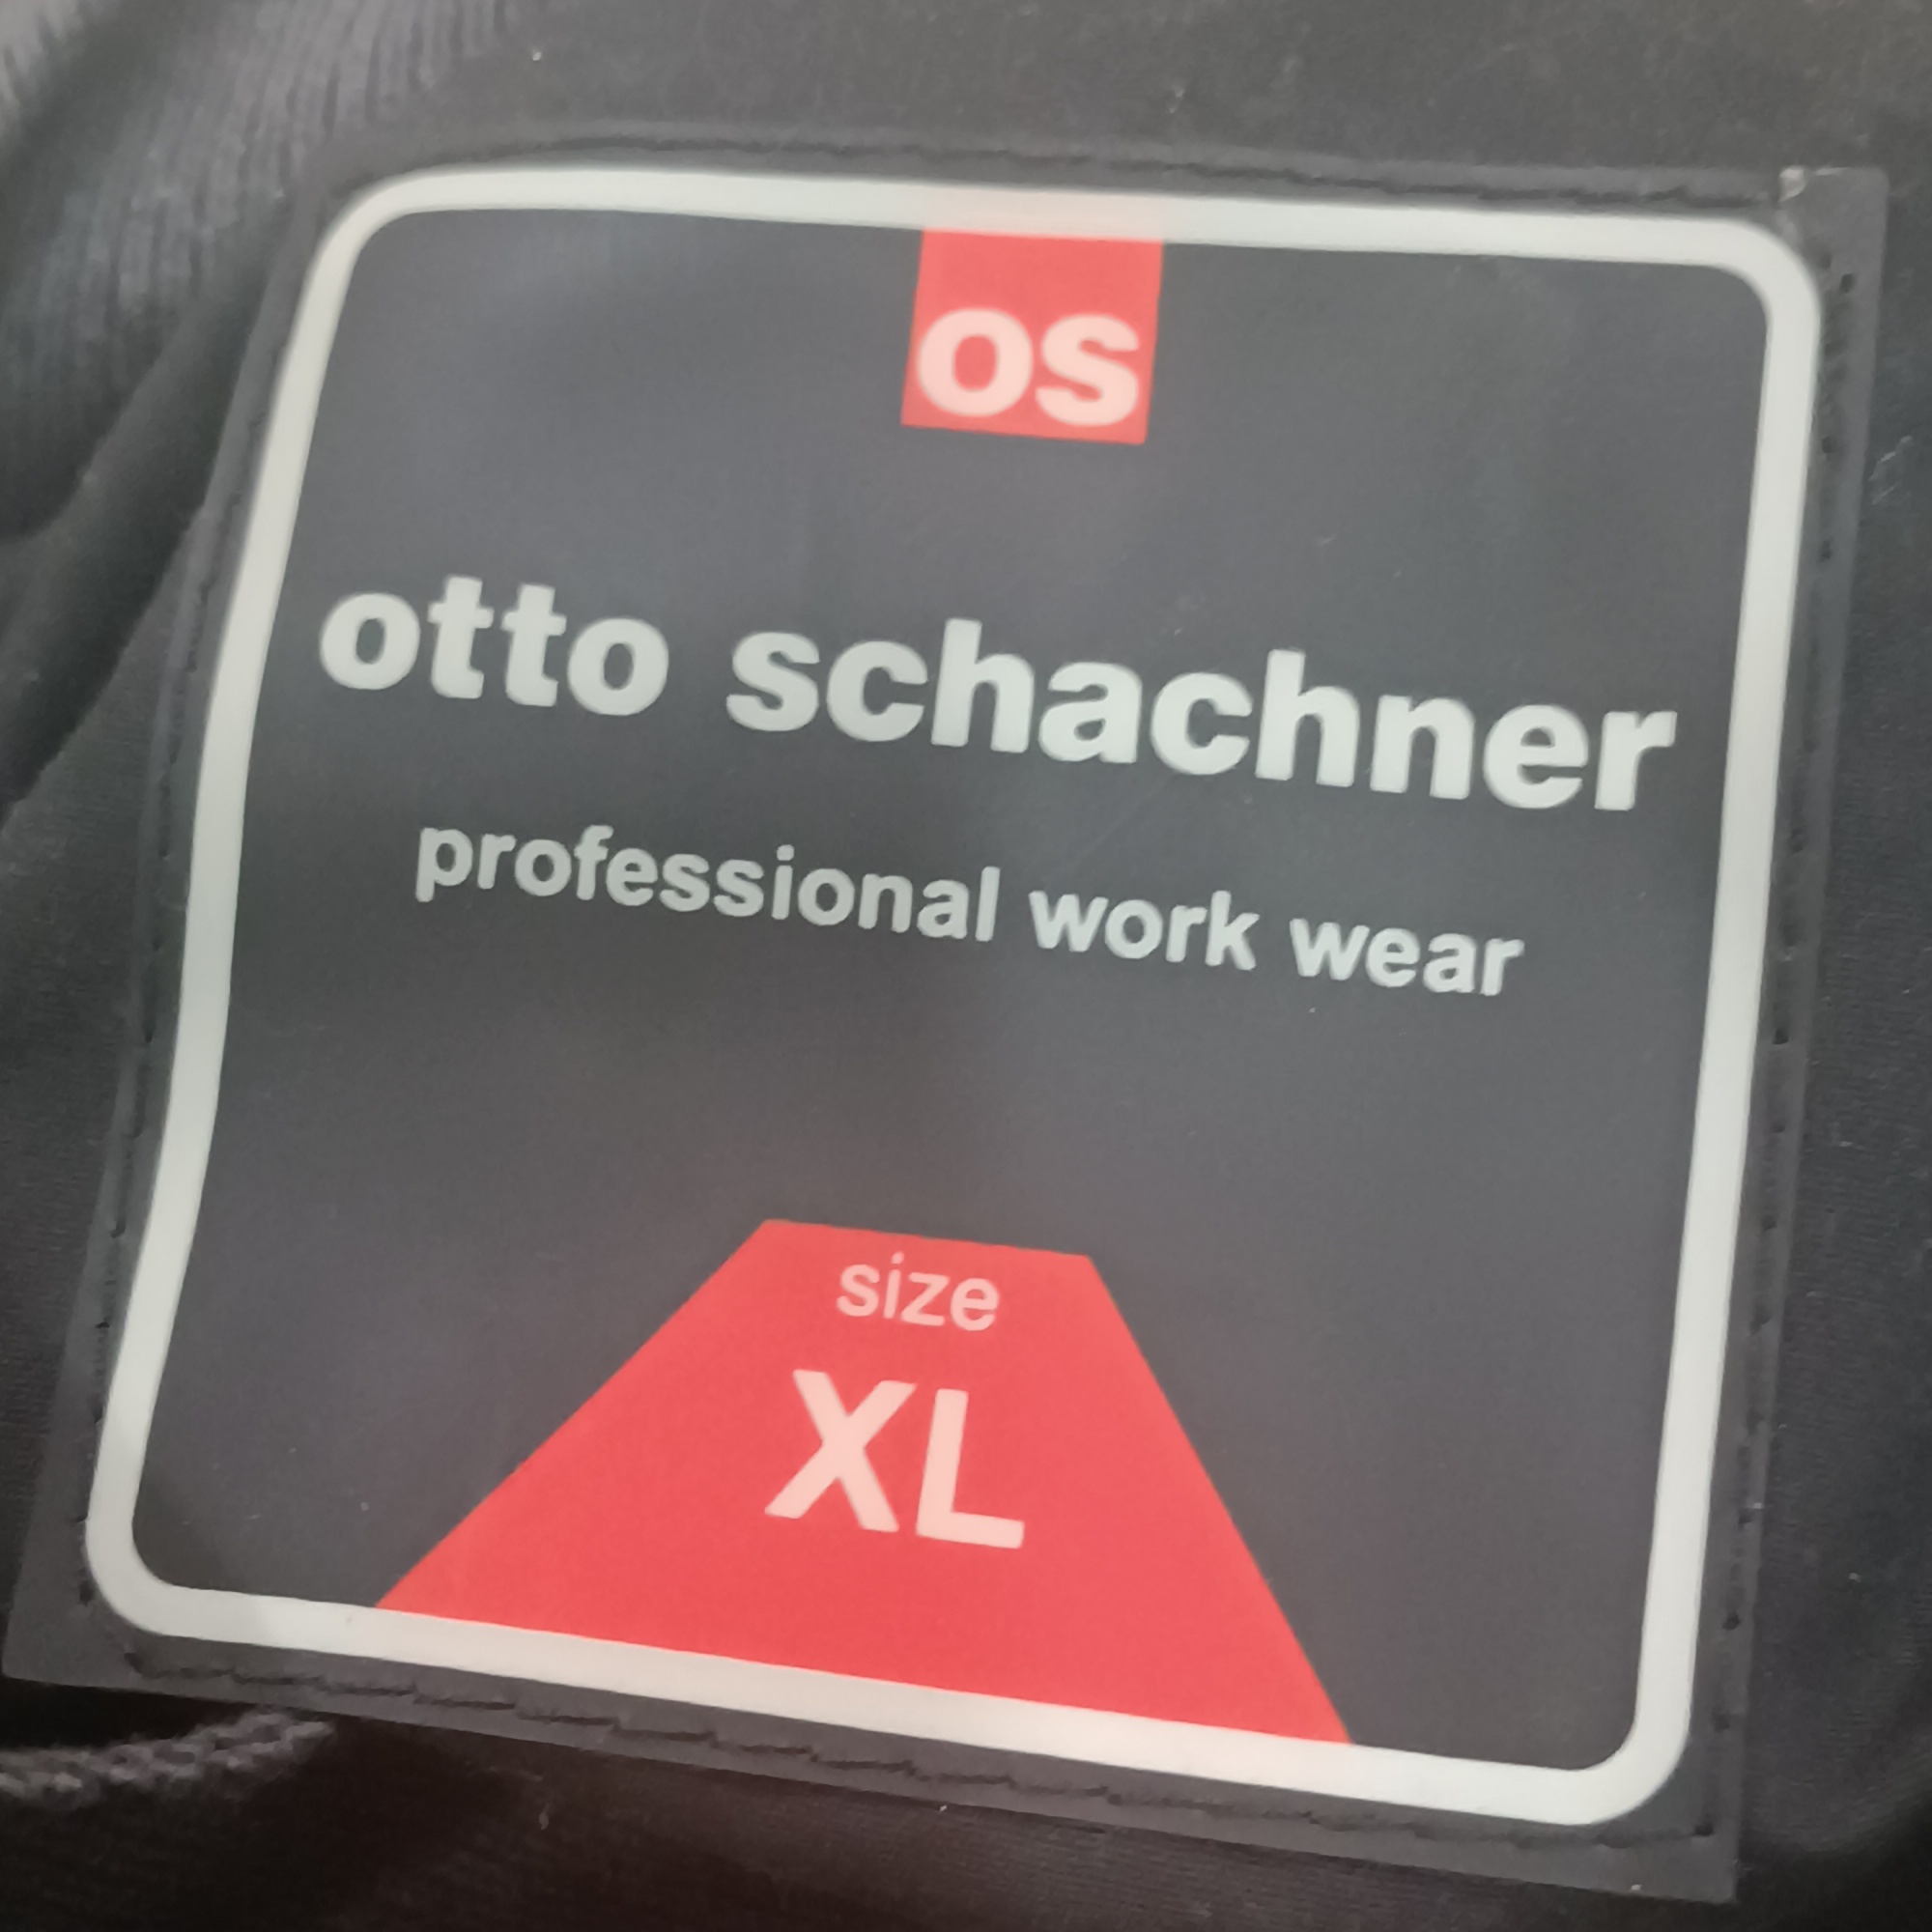 os
otto schachner
professional work wear
size
XL